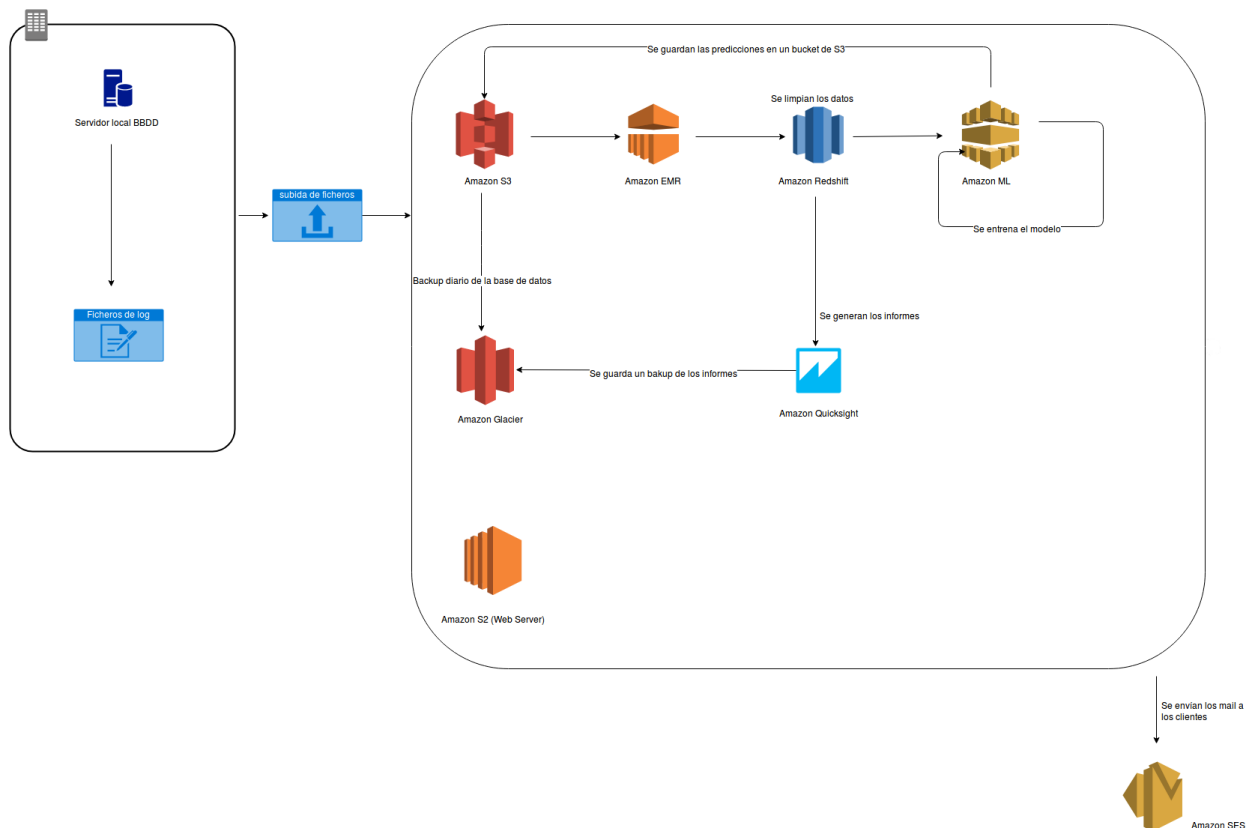 Servidor local BBDD
Ficheros de log
subida de ficheros
Se guardan las predicciones en un bucket de S3
Se limpian los datos
Amazon S3
Amazon EMR
Amazon Redshift
Amazon ML
Se entrena el modelo
Backup diario de la base de datos
Se generan los informes
Se guarda un bakup de los informes
Amazon Glacier
Amazon Quicksight
Amazon S2 (Web Server)
Se envían los mail a
los clientes
Amazon SES